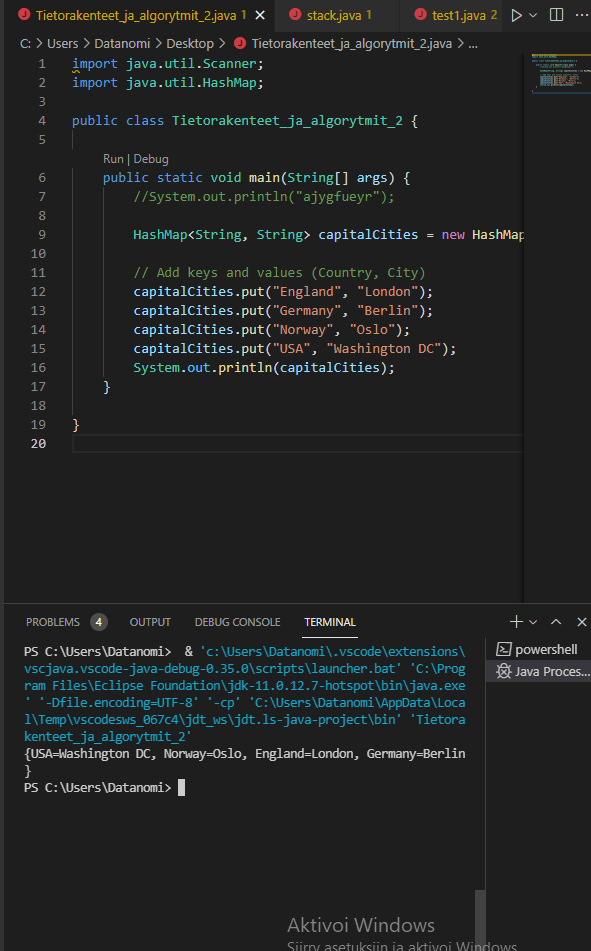 Tietorakenteet_ja_algorytmit_2.java 1 stack.java 1 test1.java 2
C: > Users > Datanomi > Desktop > Tietorakenteet_ja_algorytmit_2.java > ...
1 import java.util.Scanner;
2 import java.util.HashMap;
3
4 public class Tietorakenteet_ja_algorytmit_2 {
5
Run | Debug
6 public static void main(String[] args) {
7 //System.out.println("ajygfueyr");
8
9 HashMap<String, String> capitalCities = new HashMap
10
11 // Add keys and values (Country, City)
12 capitalCities.put("England", "London");
13 capitalCities.put("Germany", "Berlin");
14 capitalCities.put("Norway", "Oslo");
15 capitalCities.put("USA", "Washington DC");
16 System.out.println(capitalCities);
17 }
18
19 }
20
PROBLEMS 4 OUTPUT DEBUG CONSOLE TERMINAL
PS C:\Users\Datanomi> & 'c:\Users\Datanomi\.vscode\extensions\
vscjava.vscode-java-debug-0.35.0\scripts\launcher.bat' 'C:\Prog
ram Files\Eclipse Foundation\jdk-11.0.12.7-hotspot\bin\java.exe
' '-Dfile.encoding=UTF-8' '-cp' 'C:\Users\Datanomi\AppData\Loca
l\Temp\vscodesws_067c4\jdt_ws\jdt.ls-java-project\bin' 'Tietora
kenteet_ja_algorytmit_2'
{USA=Washington DC, Norway=Oslo, England=London, Germany=Berlin
}
PS C:\Users\Datanomi>
powershell
Java Proces...
Aktivoi Windows
Siirry asetuksiin ja aktivoi Windows